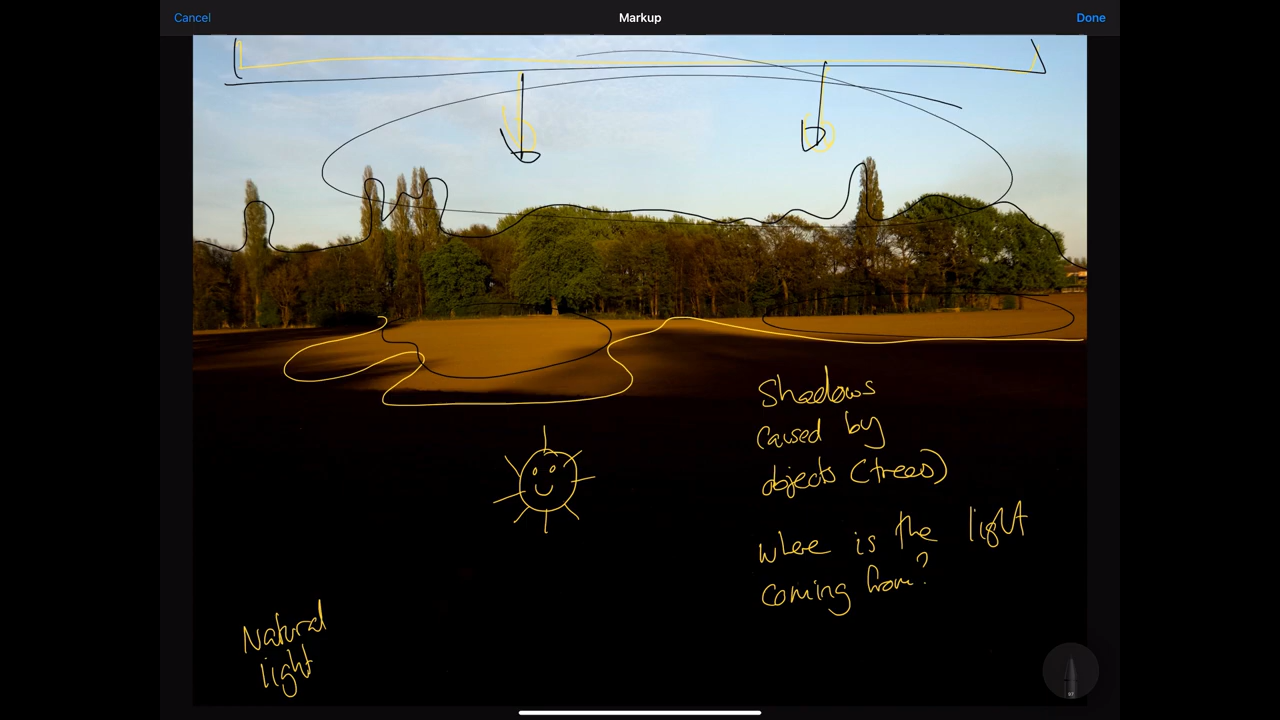 Cancel
Markup
Done
Shadows
caused by
objects (trees)
where is the light
coming from?
Natural
light